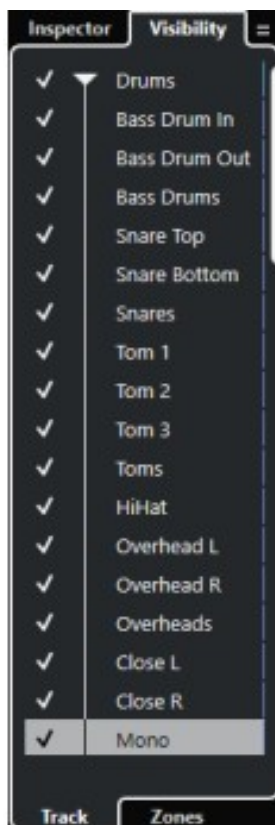 Inspector Visibility
Drums
Bass Drum In
Bass Drum Out
Bass Drums
Snare Top
Snare Bottom
Snares
Tom 1
Tom 2
Tom 3
Toms
HiHat
Overhead L
Overhead R
Overheads
Close L
Close R
Mono
Track Zones